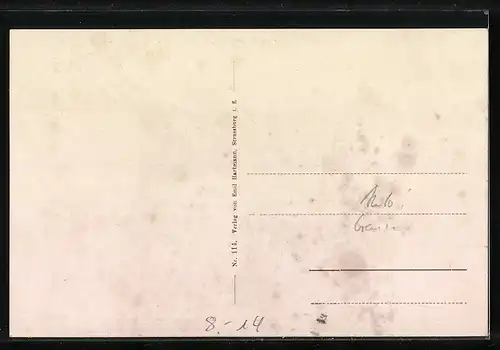 Nr. 114. Verlag von Emil Hartmann, Strassburg i. E.
8.-14